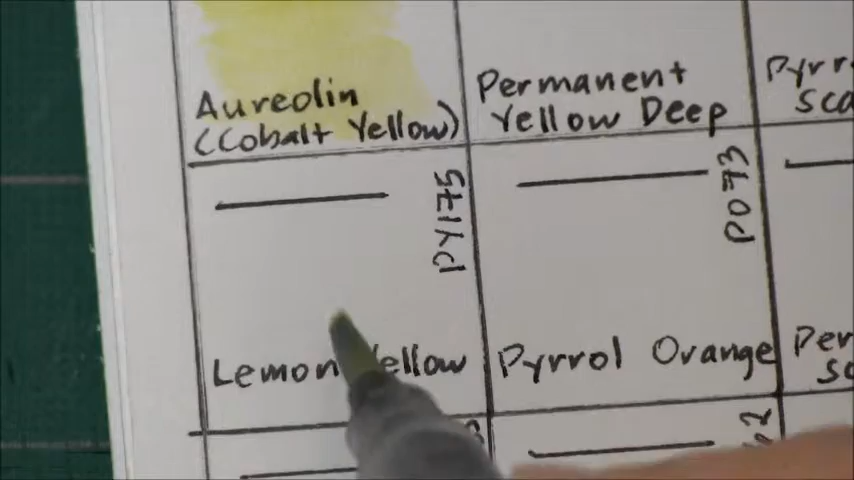 Aureolin
(Cobalt Yellow)
Permanent
Yellow Deep
PY175
PO73
Lemon Yellow
Pyrrol Orange